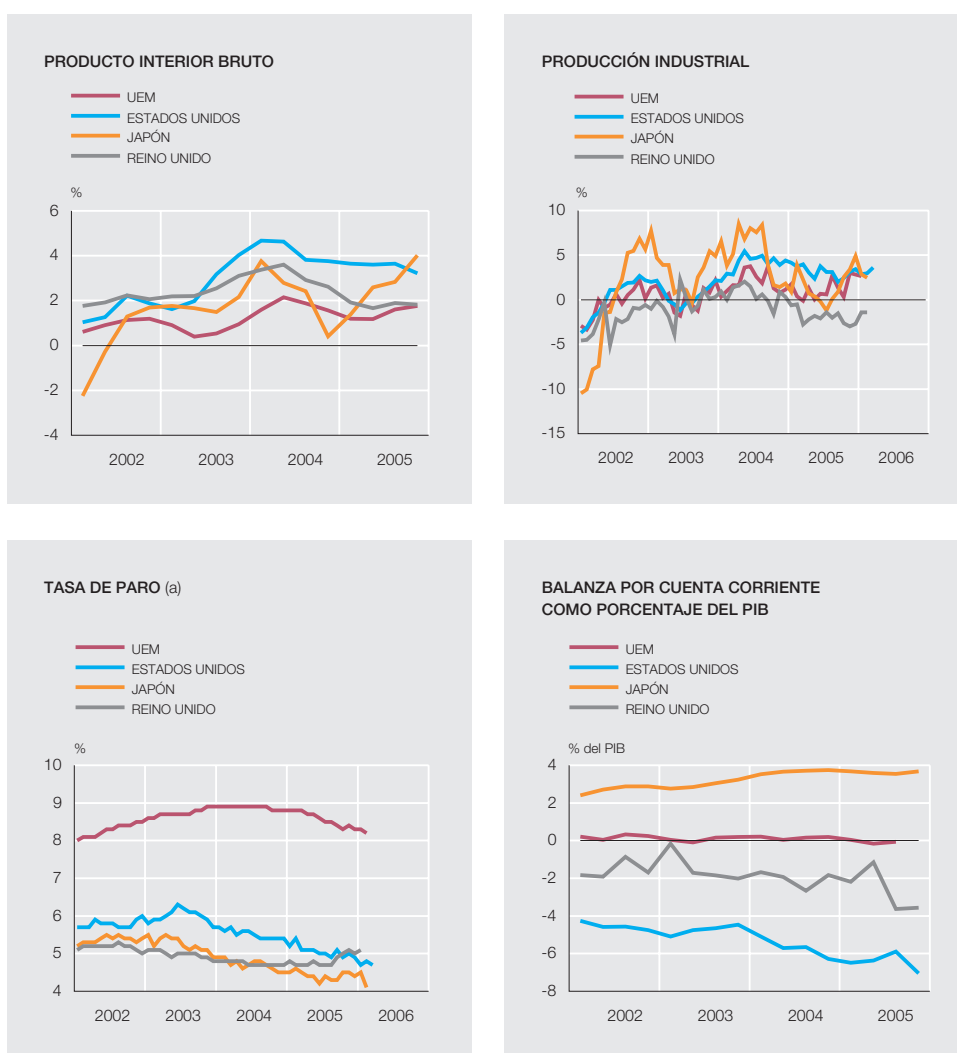 PRODUCTO INTERIOR BRUTO
UEM
ESTADOS UNIDOS
JAPÓN
REINO UNIDO
%
6
4
2
0
-2
-4
2002 2003 2004 2005
PRODUCCIÓN INDUSTRIAL
UEM
ESTADOS UNIDOS
JAPÓN
REINO UNIDO
%
10
5
0
-5
-10
-15
2002 2003 2004 2005 2006
TASA DE PARO (a)
UEM
ESTADOS UNIDOS
JAPÓN
REINO UNIDO
%
10
9
8
7
6
5
4
2002 2003 2004 2005 2006
BALANZA POR CUENTA CORRIENTE
COMO PORCENTAJE DEL PIB
UEM
ESTADOS UNIDOS
JAPÓN
REINO UNIDO
% del PIB
4
2
0
-2
-4
-6
-8
2002 2003 2004 2005